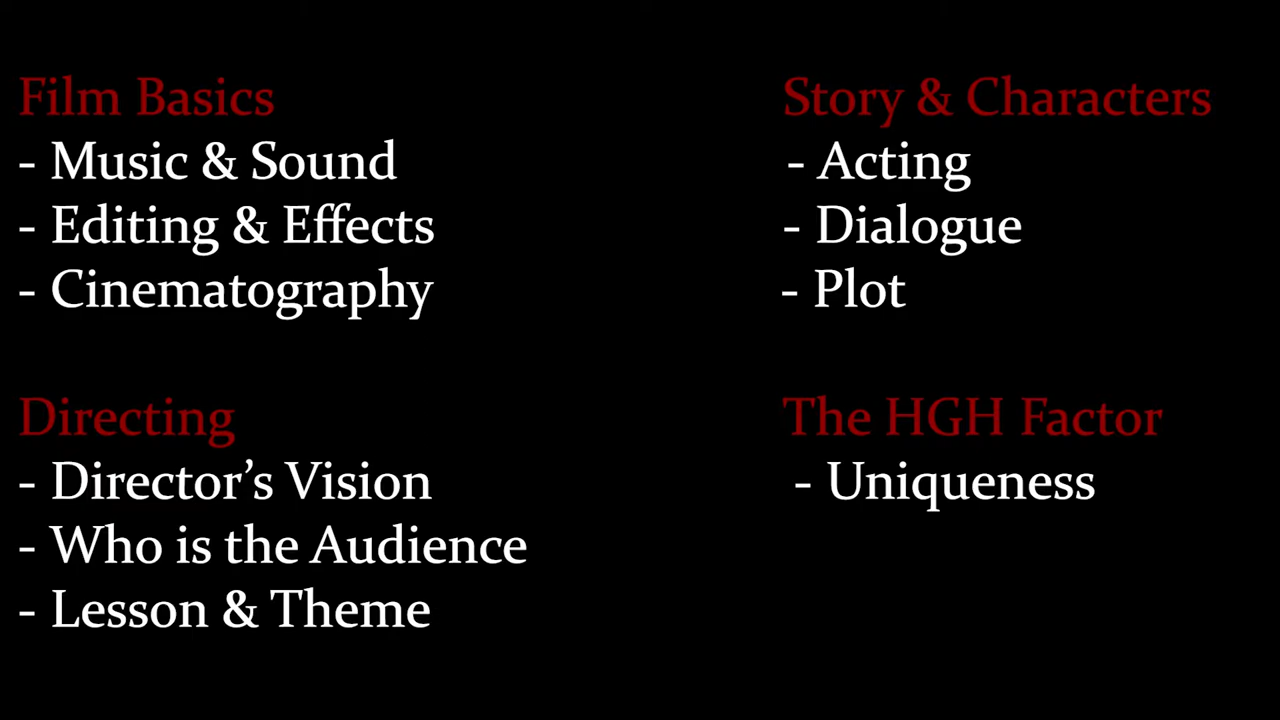 Film Basics
- Music & Sound
- Editing & Effects
- Cinematography
Directing
- Director’s Vision
- Who is the Audience
- Lesson & Theme
Story & Characters
- Acting
- Dialogue
- Plot
The HGH Factor
- Uniqueness